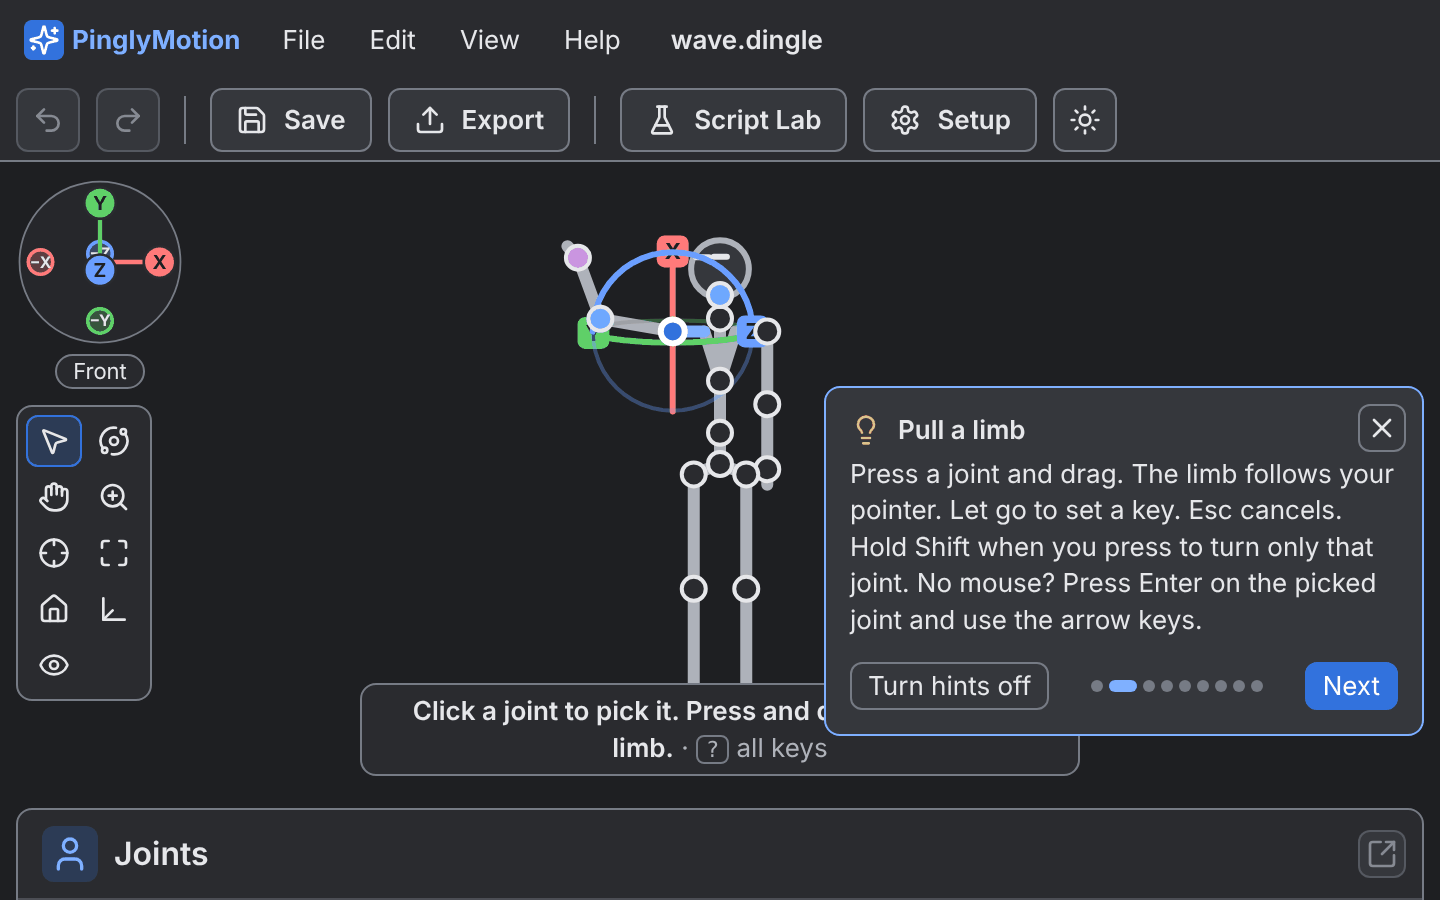 PinglyMotion File Edit View Help wave.dingle
Save Export Script Lab Setup
Y
-X
-Z
Z
X
-Y
Front
X
Y
Z
Pull a limb
Press a joint and drag. The limb follows your
pointer. Let go to set a key. Esc cancels.
Hold Shift when you press to turn only that
joint. No mouse? Press Enter on the picked
joint and use the arrow keys.
Turn hints off Next
Click a joint to pick it. Press and
limb. · ? all keys
Joints